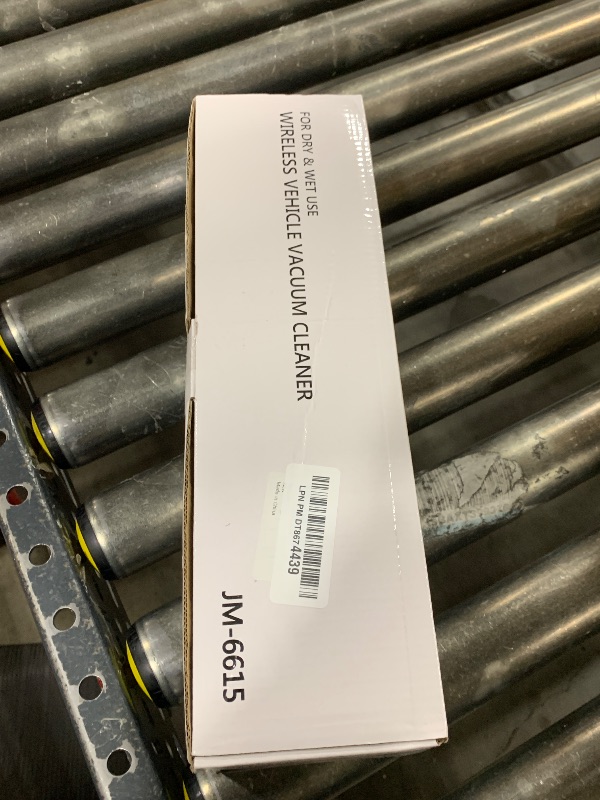 FOR DRY & WET USE
WIRELESS VEHICLE VACUUM CLEANER
LPN PM DT8674439
JM-6615